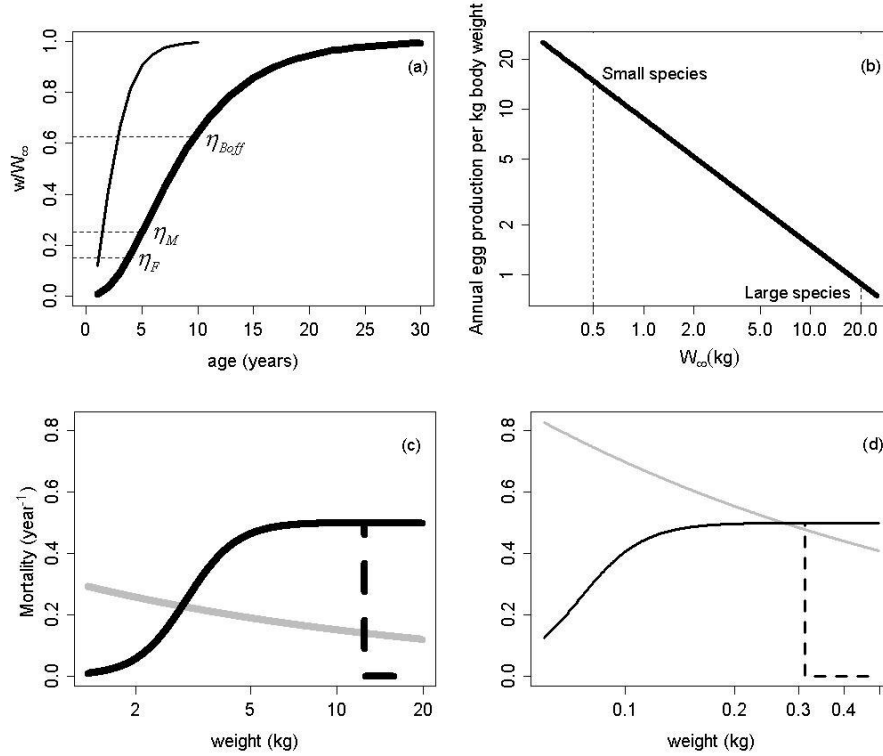 (a)
w/W∞
1.0
0.8
0.6
0.4
0.2
0.0
η_Boff
η_M
η_F
0 5 10 15 20 25 30
age (years)
(b)
Annual egg production per kg body weight
20
10
5
2
1
Small species
Large species
0.5 1.0 2.0 5.0 10.0 20.0
W∞(kg)
(c)
Mortality (year⁻¹)
0.8
0.6
0.4
0.2
0.0
2 5 10 20
weight (kg)
(d)
0.8
0.6
0.4
0.2
0.0
0.1 0.2 0.3 0.4
weight (kg)